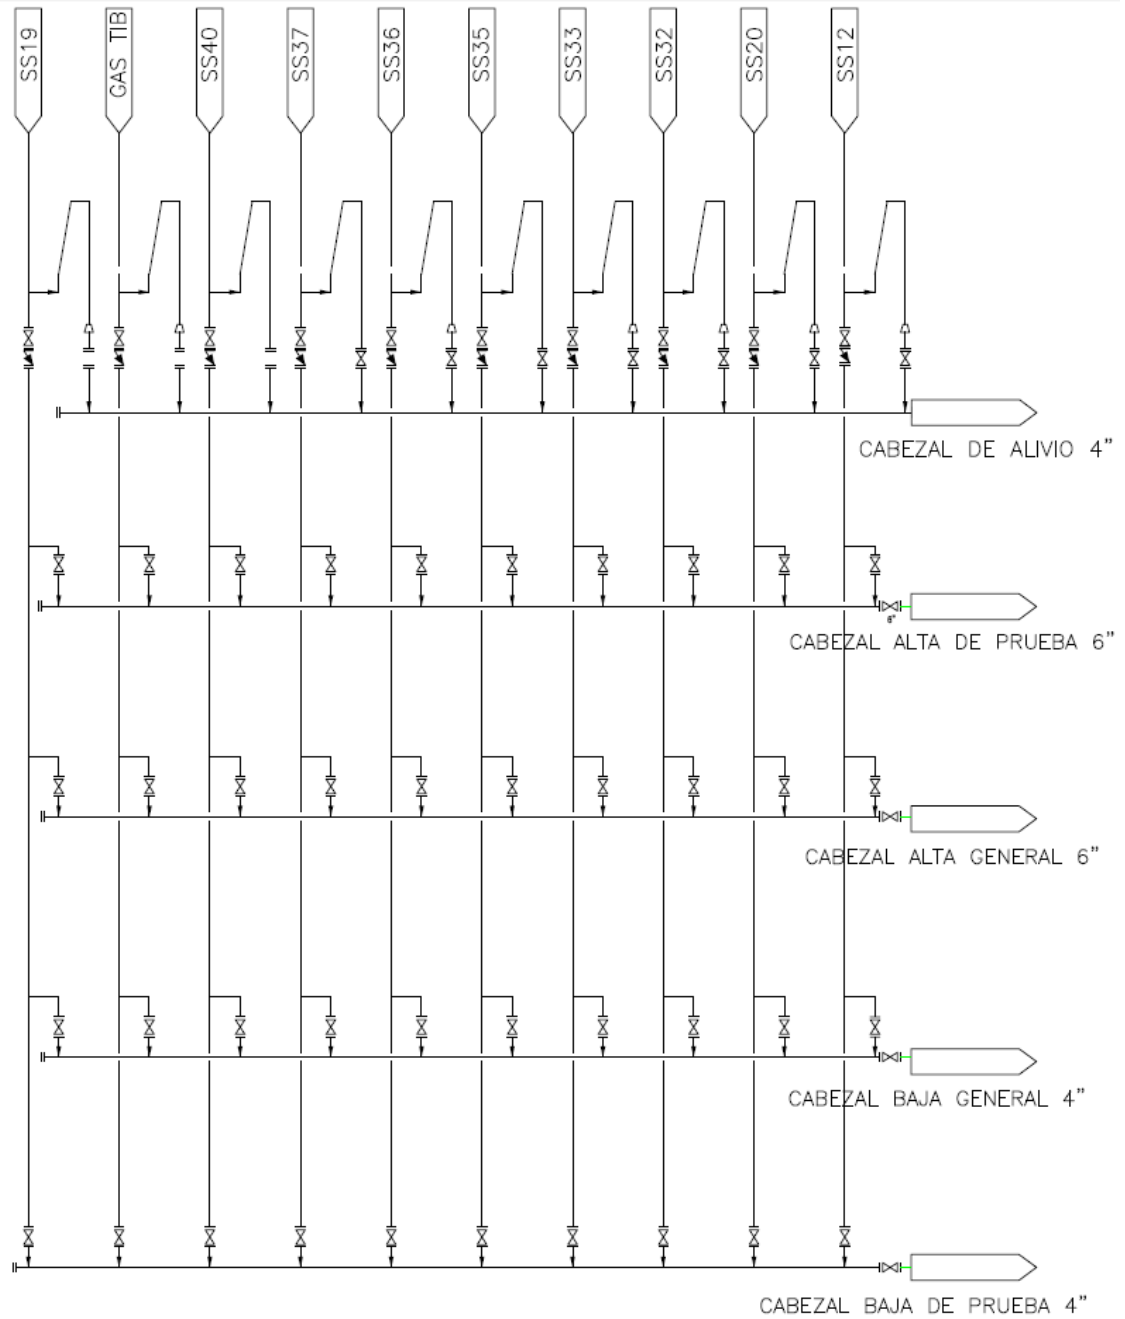 SS19
GAS TIB
SS40
SS37
SS36
SS35
SS33
SS32
SS20
SS12
CABEZAL DE ALIVIO 4"
6"
CABEZAL ALTA DE PRUEBA 6"
CABEZAL ALTA GENERAL 6"
CABEZAL BAJA GENERAL 4"
CABEZAL BAJA DE PRUEBA 4"